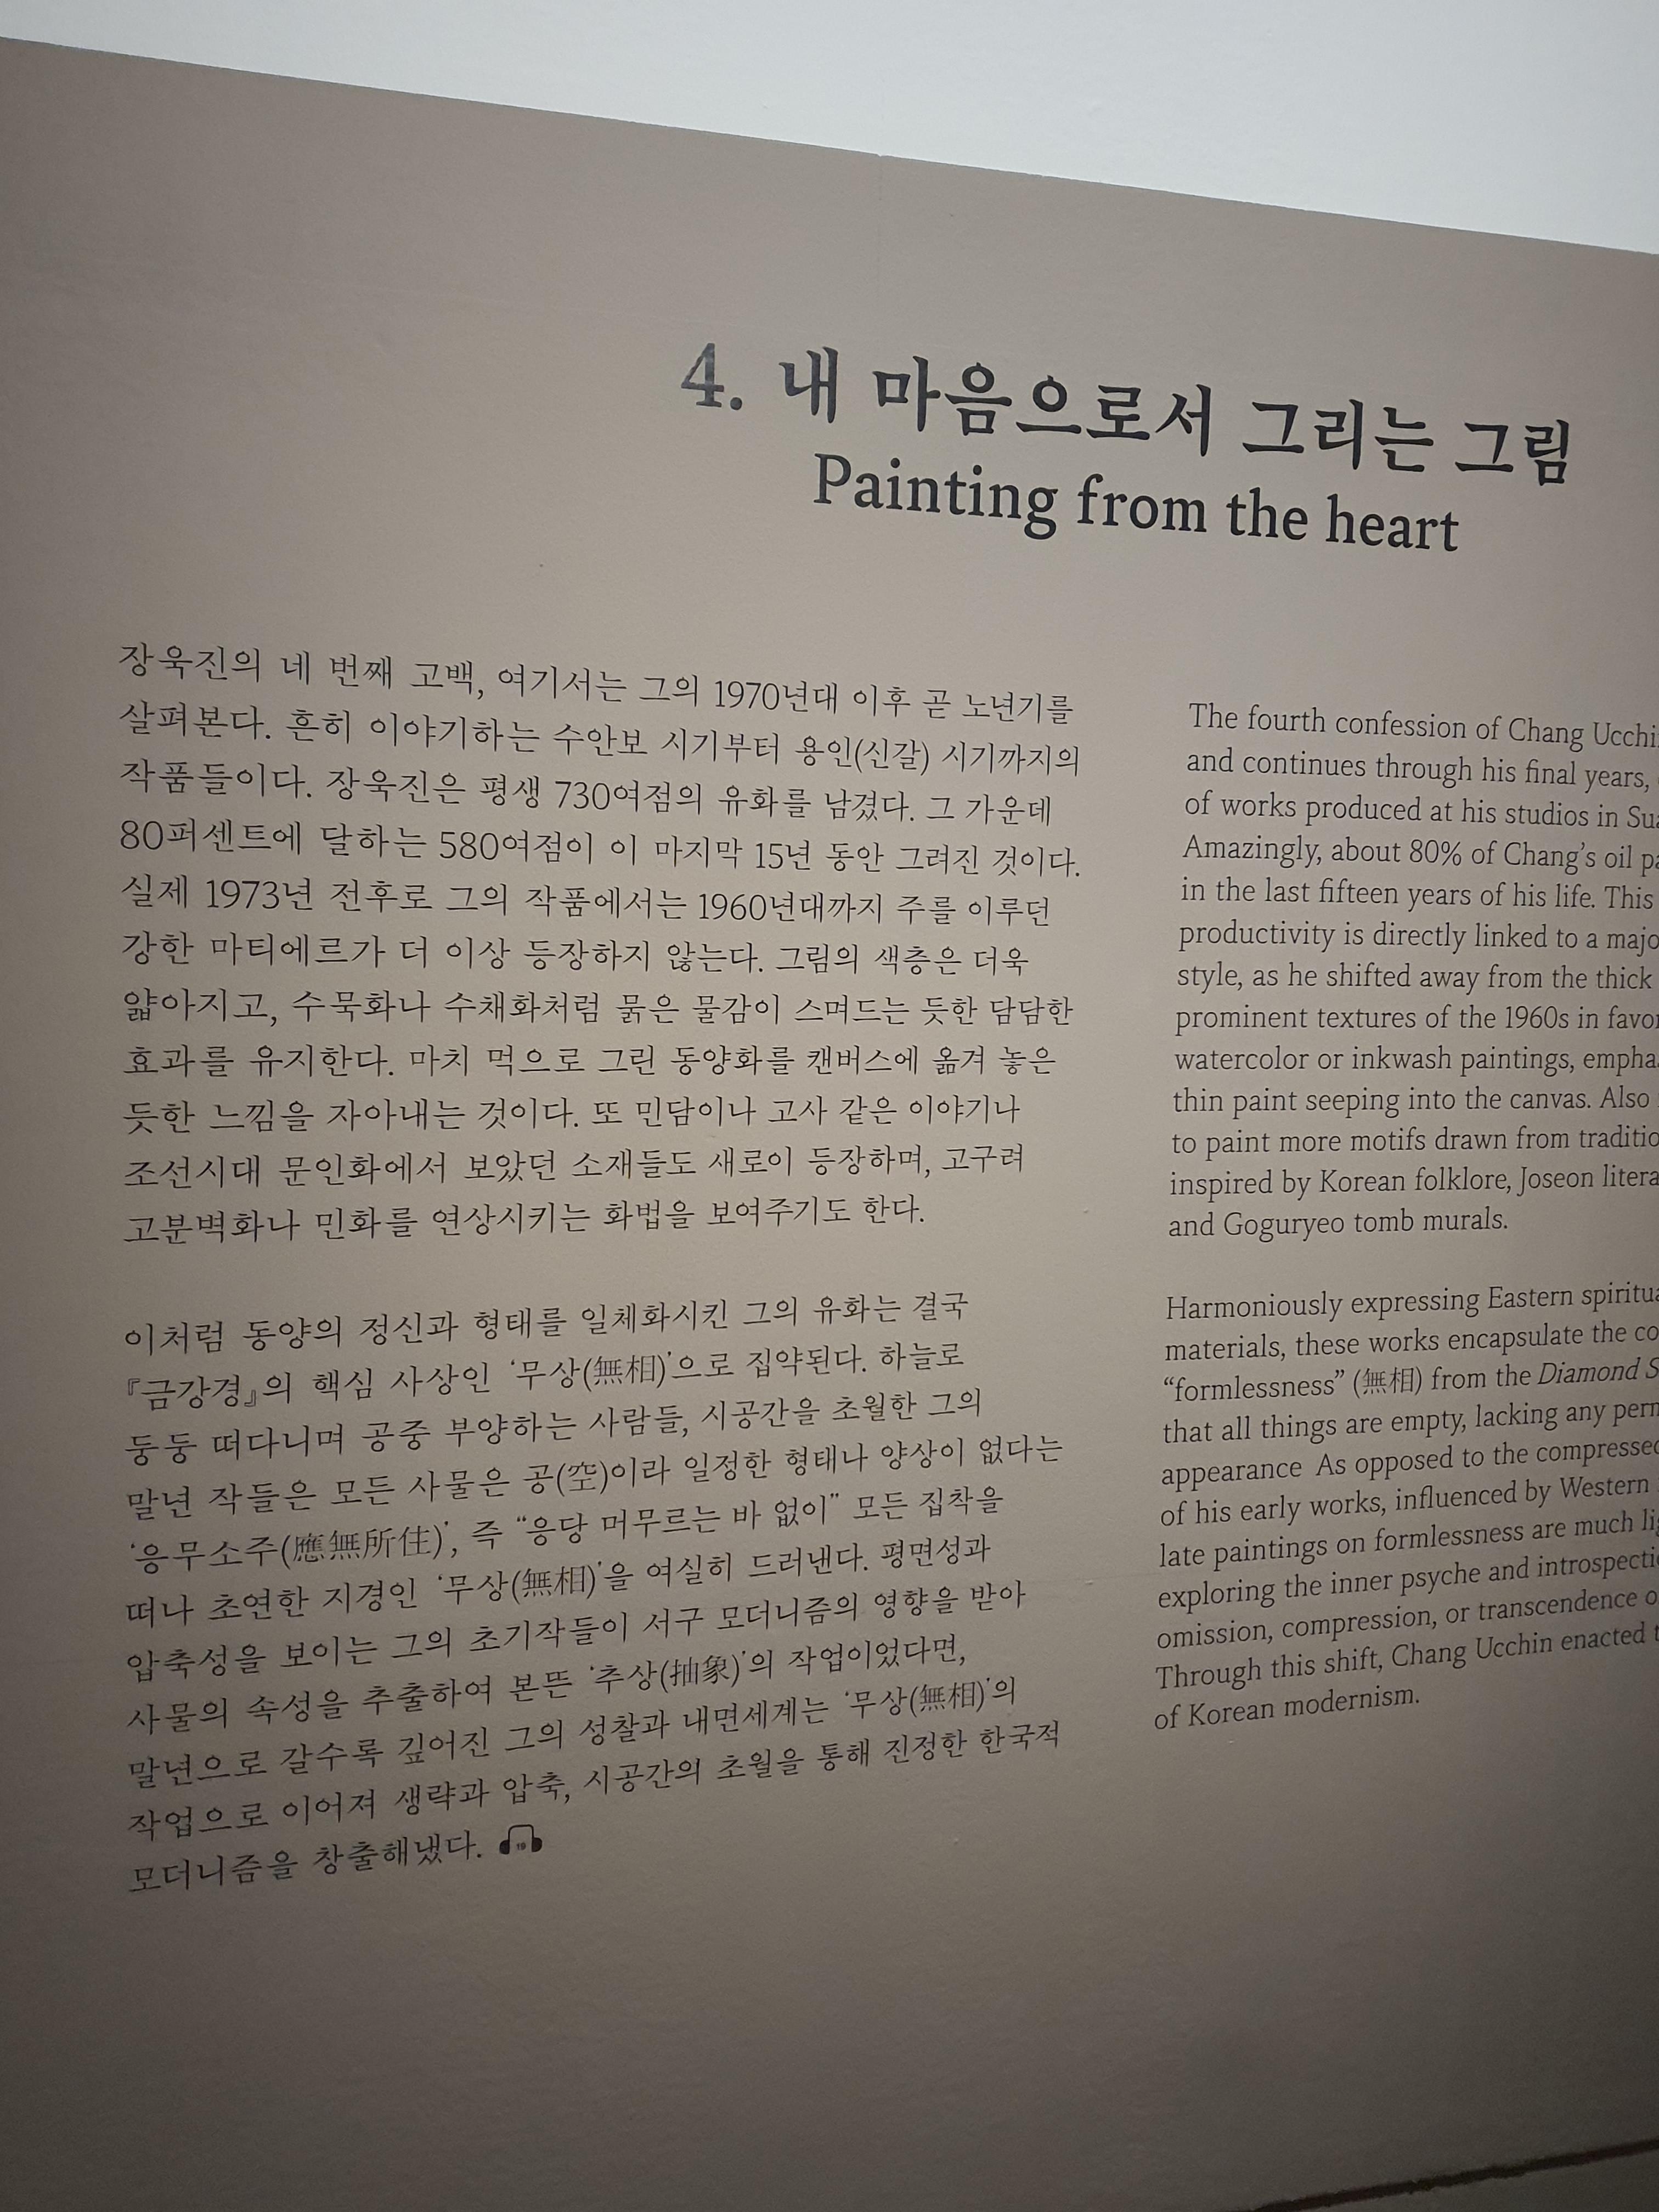 4. 내 마음으로서 그리는 그림
Painting from the heart
장욱진의 네 번째 고백, 여기서는 그의 1970년대 이후 곧 노년기를
살펴본다. 흔히 이야기하는 수안보 시기부터 용인(신갈) 시기까지의
작품들이다. 장욱진은 평생 730여점의 유화를 남겼다. 그 가운데
80퍼센트에 달하는 580여점이 이 마지막 15년 동안 그려진 것이다.
실제 1973년 전후로 그의 작품에서는 1960년대까지 주를 이루던
강한 마티에르가 더 이상 등장하지 않는다. 그림의 색층은 더욱
얇아지고, 수묵화나 수채화처럼 묽은 물감이 스며드는 듯한 담담한
효과를 유지한다. 마치 먹으로 그린 동양화를 캔버스에 옮겨 놓은
듯한 느낌을 자아내는 것이다. 또 민담이나 고사 같은 이야기나
조선시대 문인화에서 보았던 소재들도 새로이 등장하며, 고구려
고분벽화나 민화를 연상시키는 화법을 보여주기도 한다.
이처럼 동양의 정신과 형태를 일체화시킨 그의 유화는 결국
『금강경』의 핵심 사상인 ‘무상(無相)’으로 집약된다. 하늘로
둥둥 떠다니며 공중 부양하는 사람들, 시공간을 초월한 그의
말년 작들은 모든 사물은 공(空)이라 일정한 형태나 양상이 없다는
‘응무소주(應無所住)’, 즉 “응당 머무르는 바 없이” 모든 집착을
떠나 초연한 지경인 ‘무상(無相)’을 여실히 드러낸다. 평면성과
압축성을 보이는 그의 초기작들이 서구 모더니즘의 영향을 받아
사물의 속성을 추출하여 본뜬 ‘추상(抽象)’의 작업이었다면,
말년으로 갈수록 깊어진 그의 성찰과 내면세계는 ‘무상(無相)’의
작업으로 이어져 생략과 압축, 시공간의 초월을 통해 진정한 한국적
모더니즘을 창출해냈다. 19
The fourth confession of Chang Ucchi
and continues through his final years,
of works produced at his studios in Sua
Amazingly, about 80% of Chang’s oil pa
in the last fifteen years of his life. This
productivity is directly linked to a majo
style, as he shifted away from the thick
prominent textures of the 1960s in favo
watercolor or inkwash paintings, empha
thin paint seeping into the canvas. Also
to paint more motifs drawn from traditio
inspired by Korean folklore, Joseon litera
and Goguryeo tomb murals.
Harmoniously expressing Eastern spiritua
materials, these works encapsulate the co
“formlessness” (無相) from the Diamond S
that all things are empty, lacking any perm
appearance As opposed to the compressed
of his early works, influenced by Western
late paintings on formlessness are much lig
exploring the inner psyche and introspecti
omission, compression, or transcendence o
Through this shift, Chang Ucchin enacted t
of Korean modernism.